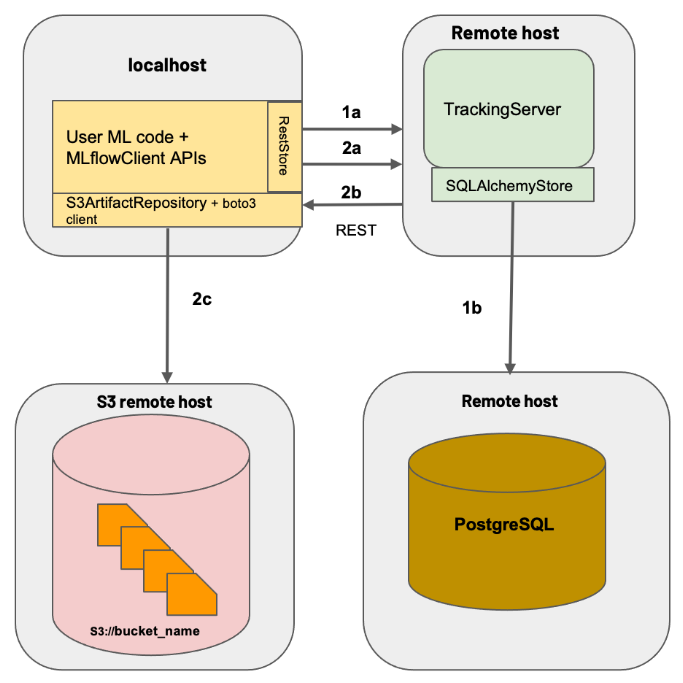 localhost
User ML code +
MLflowClient APIs
RestStore
S3ArtifactRepository + boto3
client
1a
2a
2b
REST
Remote host
TrackingServer
SQLAlchemyStore
2c
1b
S3 remote host
S3://bucket_name
Remote host
PostgreSQL